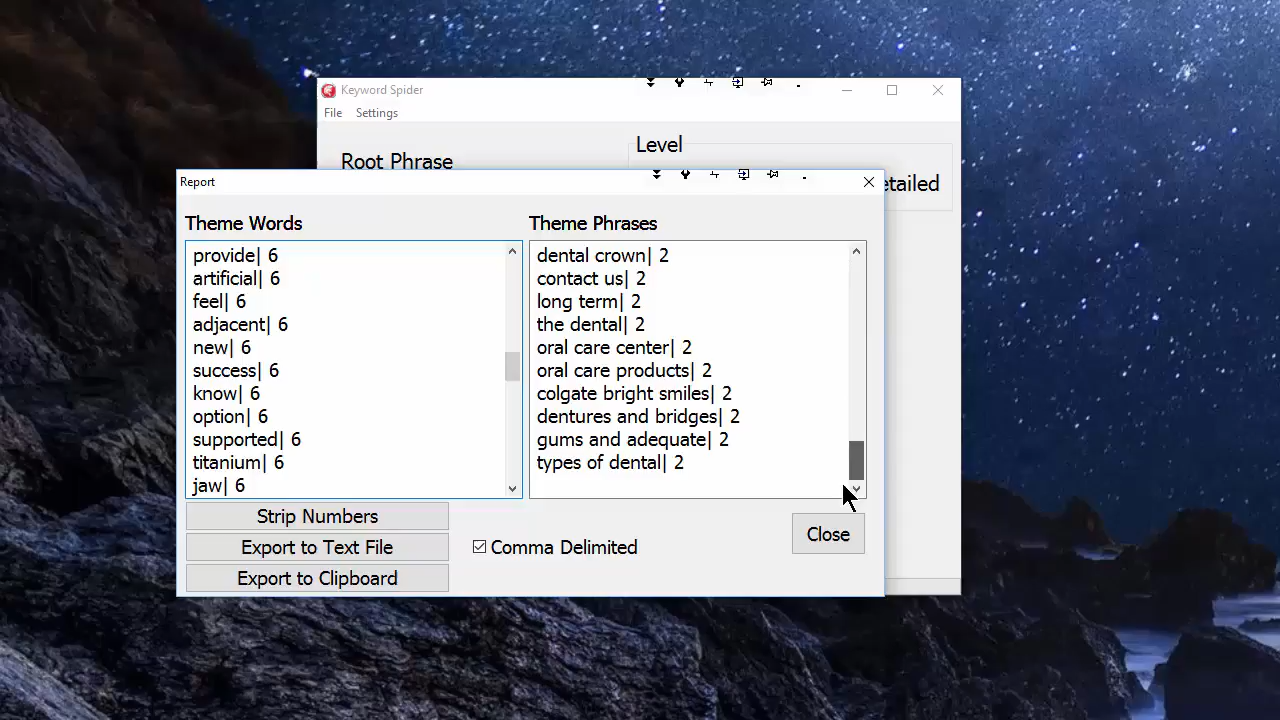 Keyword Spider
File Settings
Level
Root Phrase
etailed
Report
Theme Words
provide| 6
artificial| 6
feel| 6
adjacent| 6
new| 6
success| 6
know| 6
option| 6
supported| 6
titanium| 6
jaw| 6
Theme Phrases
dental crown| 2
contact us| 2
long term| 2
the dental| 2
oral care center| 2
oral care products| 2
colgate bright smiles| 2
dentures and bridges| 2
gums and adequate| 2
types of dental| 2
Strip Numbers
Export to Text File
Export to Clipboard
Comma Delimited
Close